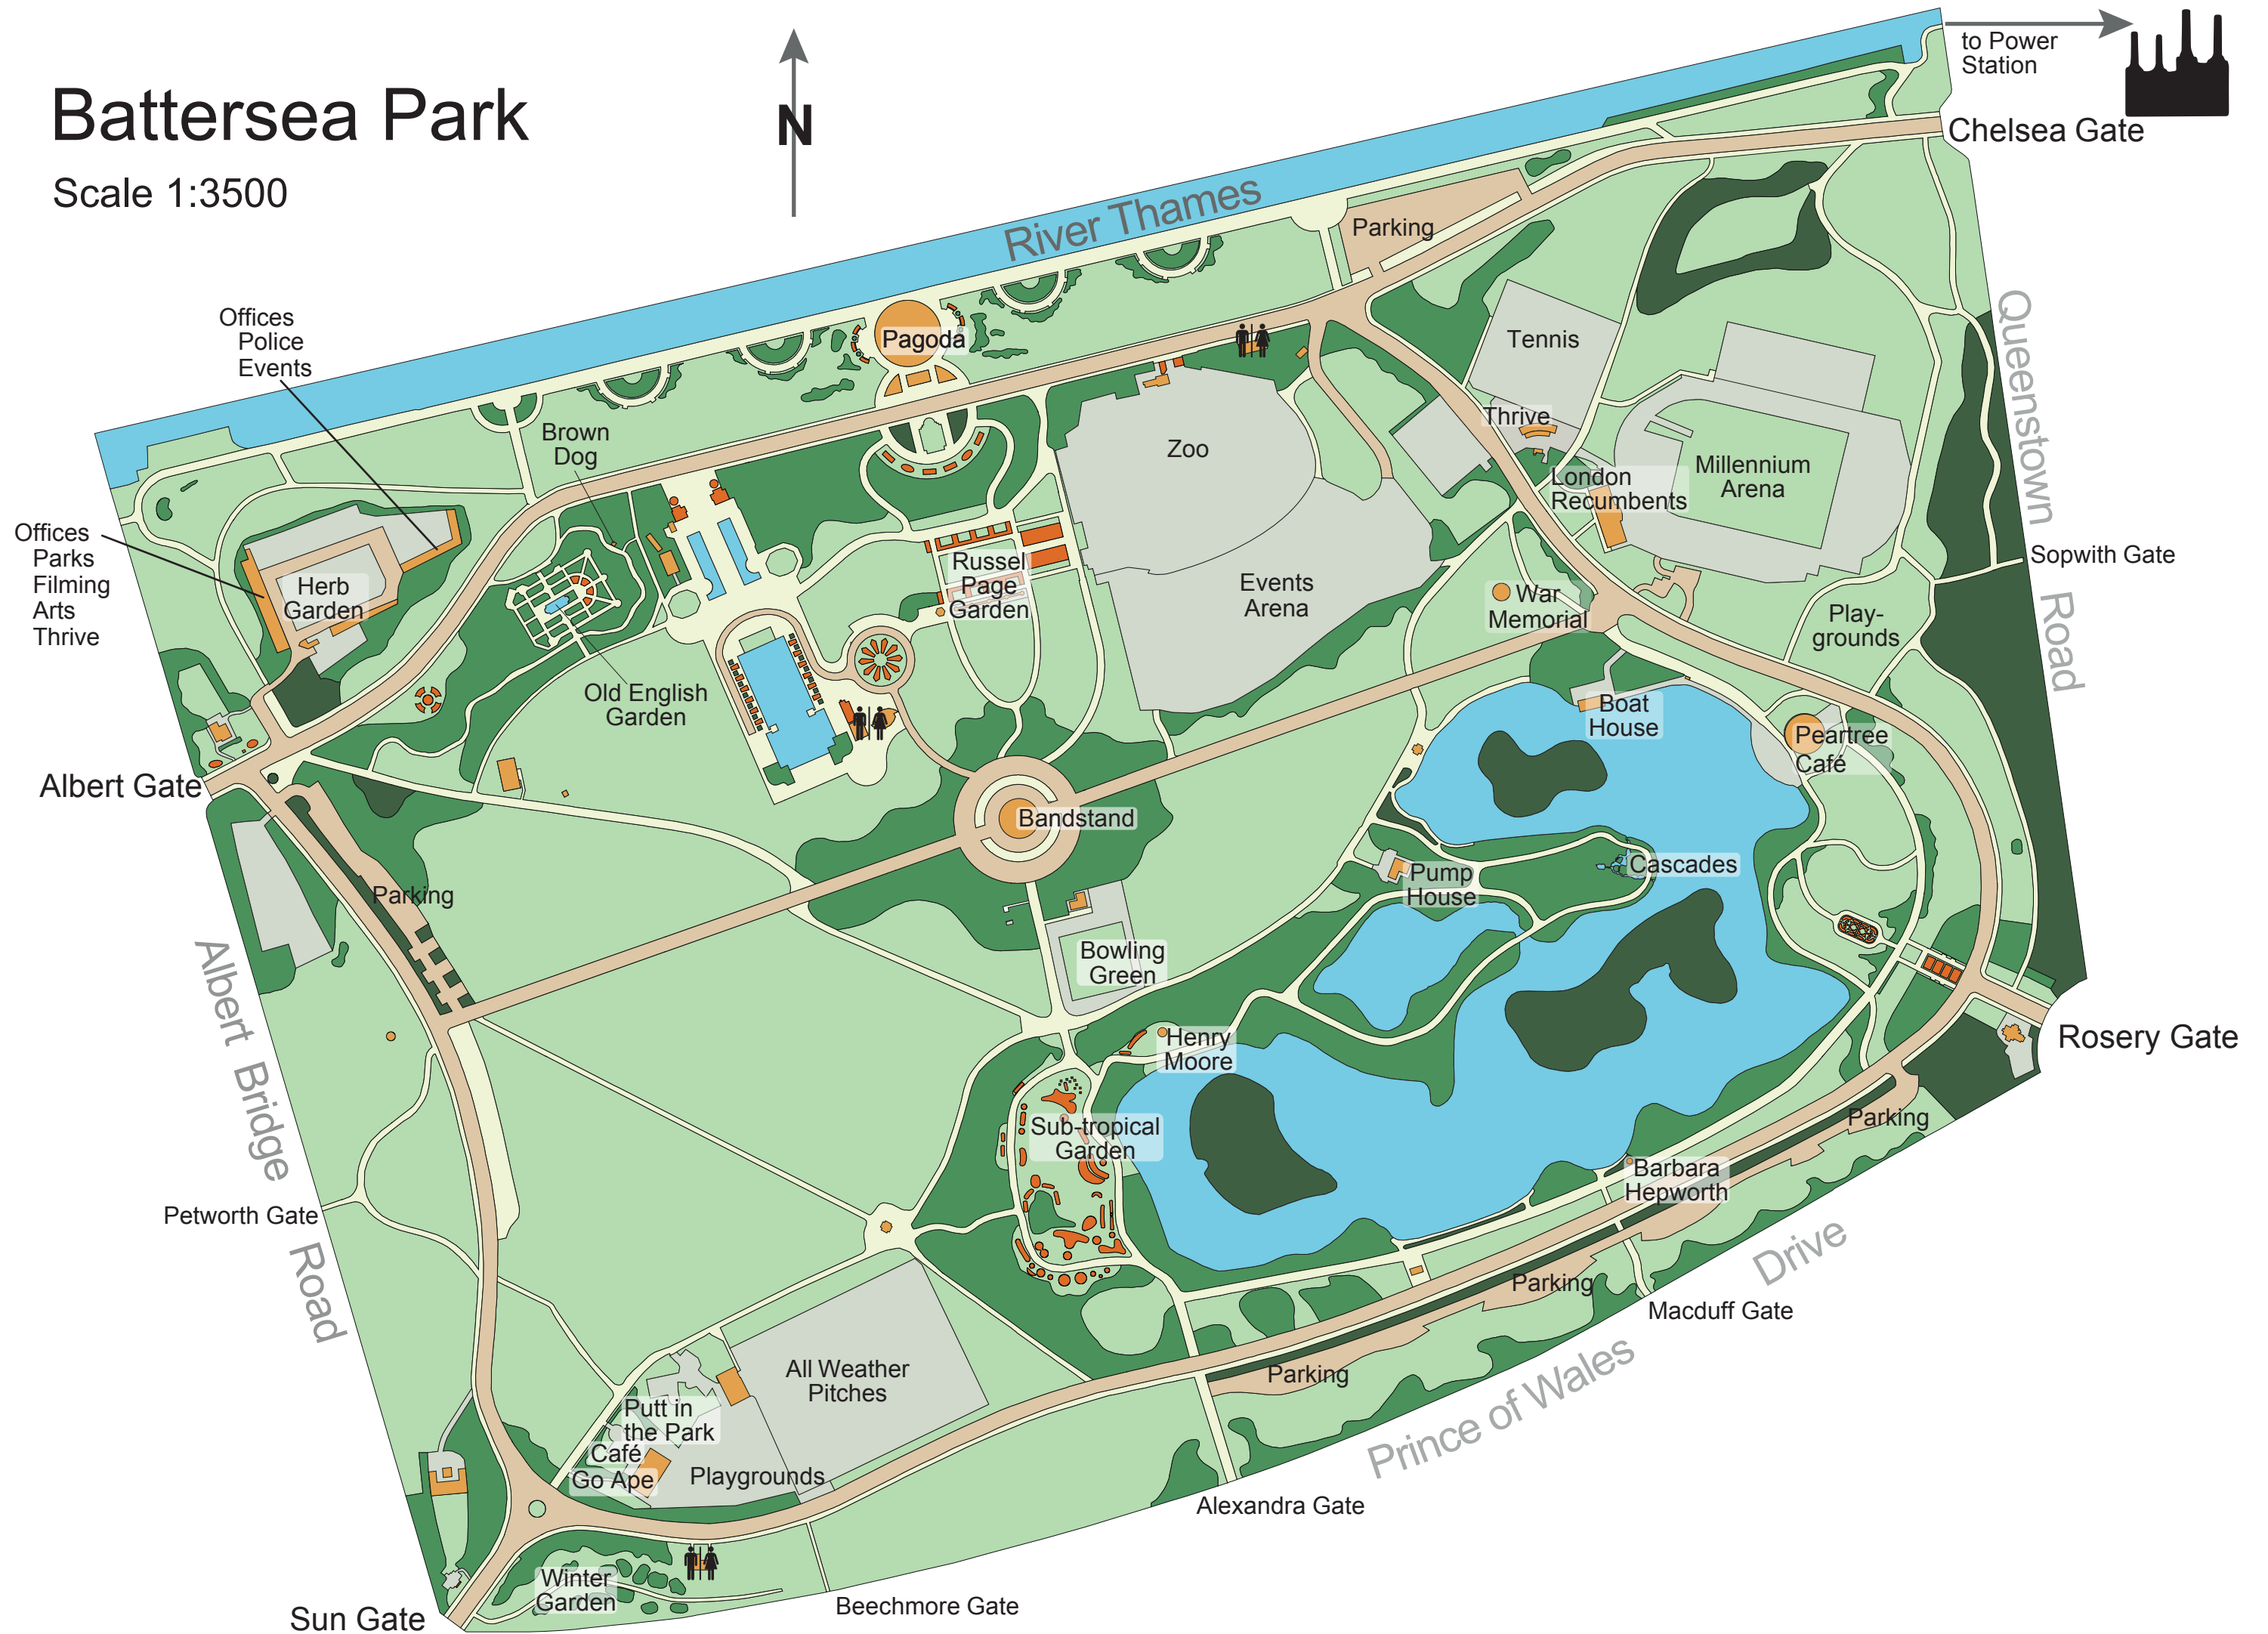 Battersea Park
Scale 1:3500
N
to Power
Station
Chelsea Gate
River Thames
Parking
Offices
Police
Events
Pagoda
Tennis
Queenstown
Road
Brown
Dog
Thrive
Zoo
Millennium
Arena
London
Recumbents
Offices
Parks
Filming
Arts
Thrive
Herb
Garden
Russel
Page
Garden
Events
Arena
War
Memorial
Sopwith Gate
Play-
grounds
Old English
Garden
Boat
House
Peartree
Café
Albert Gate
Bandstand
Parking
Pump
House
Cascades
Bowling
Green
Albert Bridge
Road
Henry
Moore
Rosery Gate
Sub-tropical
Garden
Parking
Barbara
Hepworth
Petworth Gate
Drive
Parking
Macduff Gate
All Weather
Pitches
Parking
Prince of Wales
Putt in
the Park
Café
Go Ape
Playgrounds
Alexandra Gate
Winter
Garden
Sun Gate
Beechmore Gate